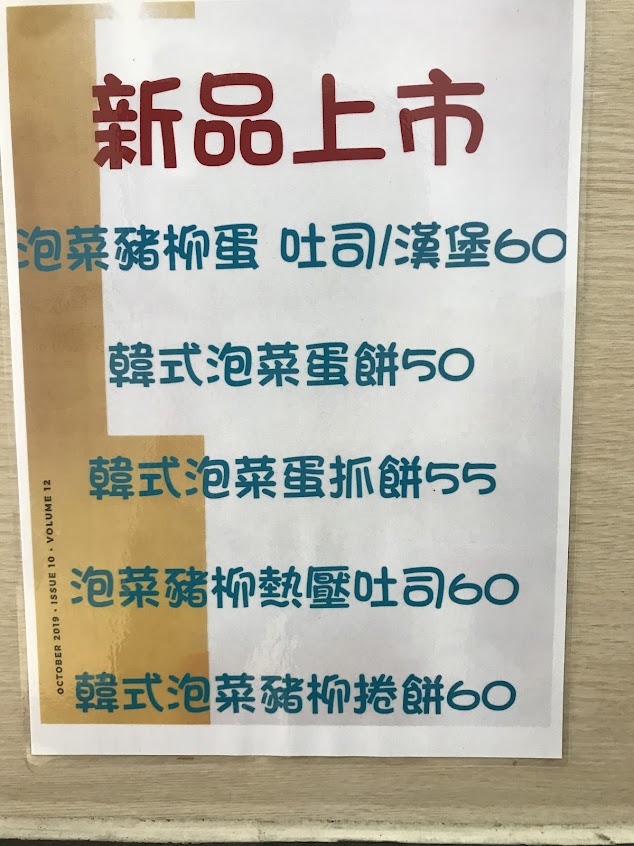 新品上市
泡菜豬柳蛋 吐司/漢堡60
韓式泡菜蛋餅50
韓式泡菜蛋抓餅55
泡菜豬柳熱壓吐司60
韓式泡菜豬柳捲餅60
OCTOBER 2019 · ISSUE 10 · VOLUME 12